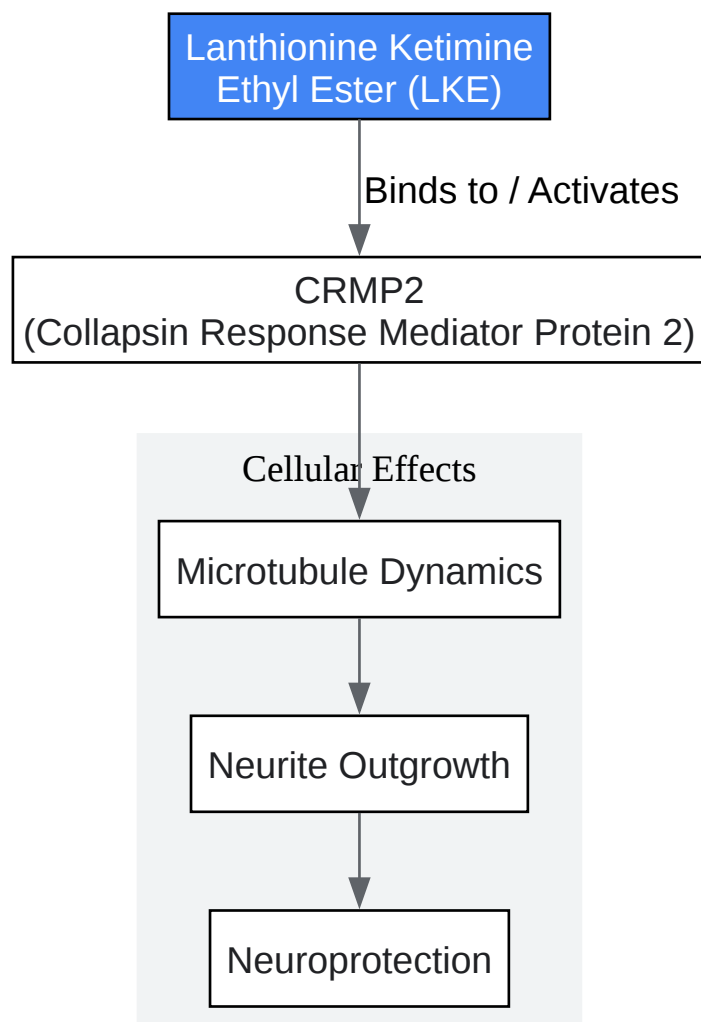 Lanthionine Ketimine
Ethyl Ester (LKE)
Binds to / Activates
CRMP2
(Collapsin Response Mediator Protein 2)
Cellular Effects
Microtubule Dynamics
Neurite Outgrowth
Neuroprotection